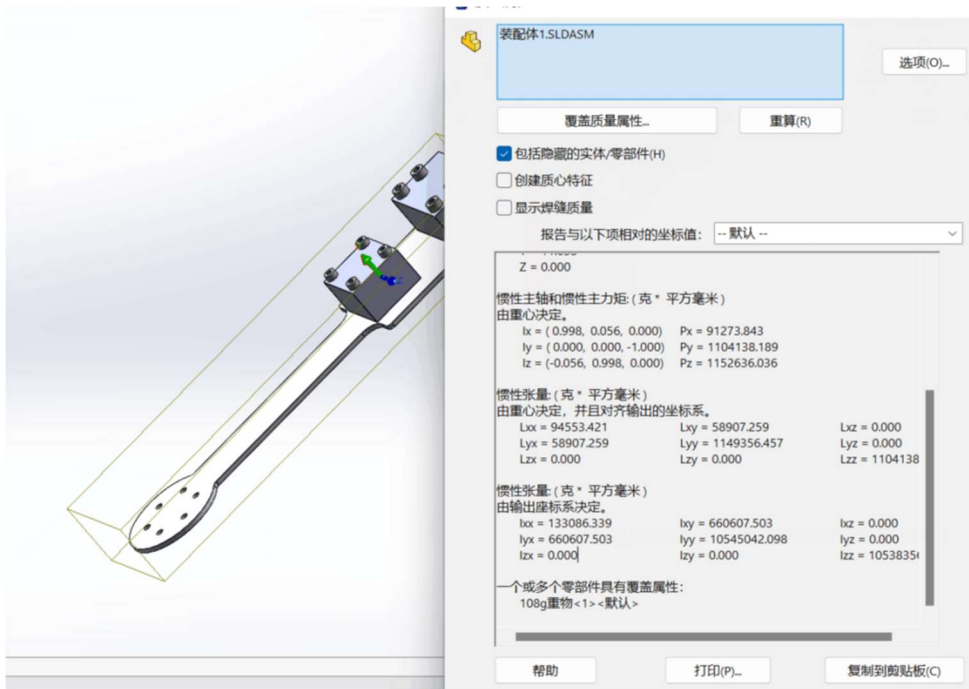 装配体1.SLDASM
选项(O)...
覆盖质量属性...
重算(R)
包括隐藏的实体/零部件(H)
创建质心特征
显示焊缝质量
报告与以下项相对的坐标值: -- 默认 --
Z = 0.000
惯性主轴和惯性主力矩: ( 克 * 平方毫米 )
由重心决定。
Ix = ( 0.998, 0.056, 0.000) Px = 91273.843
Iy = ( 0.000, 0.000, -1.000) Py = 1104138.189
Iz = (-0.056, 0.998, 0.000) Pz = 1152636.036
惯性张量: ( 克 * 平方毫米 )
由重心决定，并且对齐输出的坐标系。
Lxx = 94553.421 Lxy = 58907.259 Lxz = 0.000
Lyx = 58907.259 Lyy = 1149356.457 Lyz = 0.000
Lzx = 0.000 Lzy = 0.000 Lzz = 1104138
惯性张量: ( 克 * 平方毫米 )
由输出座标系决定。
Ixx = 133086.339 Ixy = 660607.503 Ixz = 0.000
Iyx = 660607.503 Iyy = 10545042.098 Iyz = 0.000
Izx = 0.000 Izy = 0.000 Izz = 1053835
一个或多个零部件具有覆盖属性:
108g重物<1><默认>
帮助
打印(P)...
复制到剪贴板(C)